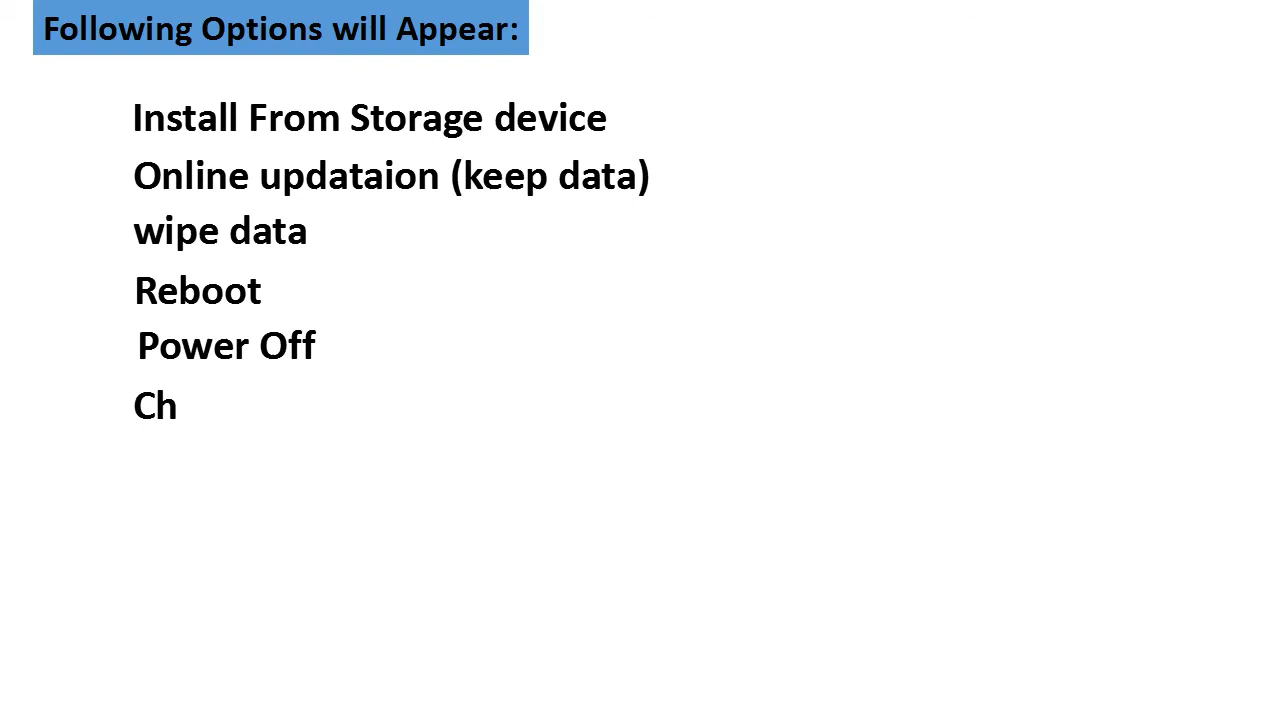 Following Options will Appear:
Install From Storage device
Online updataion (keep data)
wipe data
Reboot
Power Off
Ch